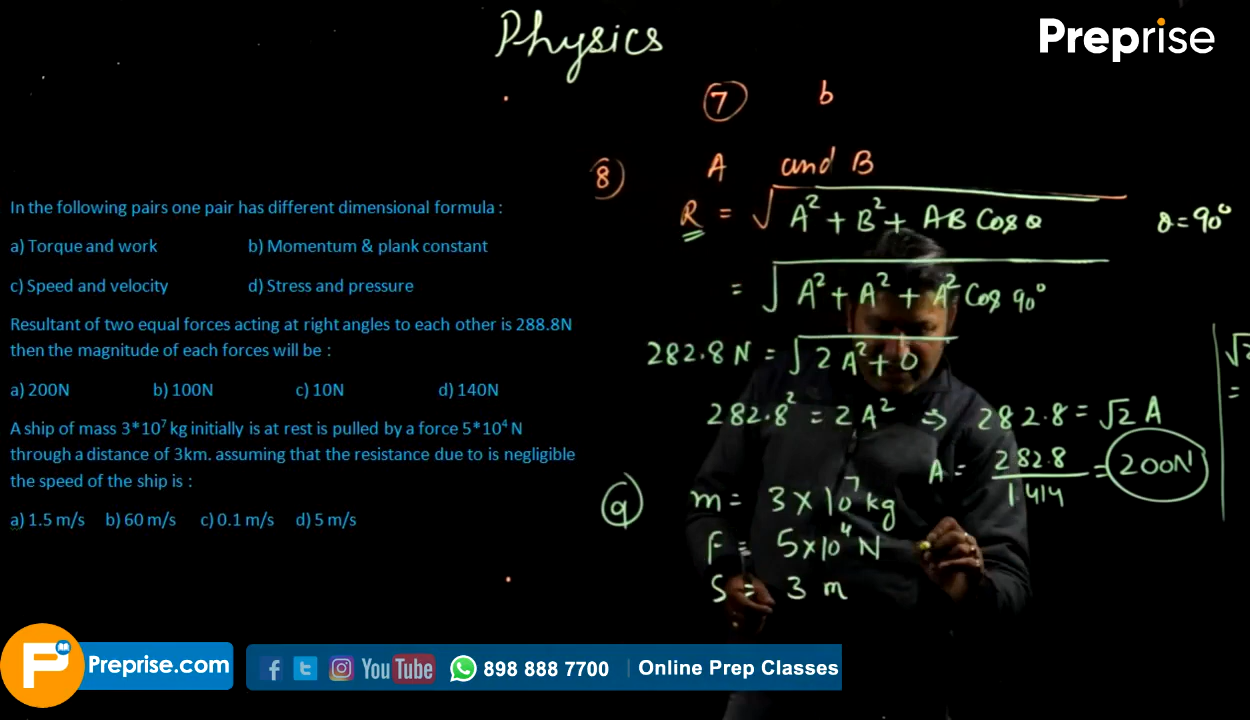 Physics
Preprise
7 b
8 A and B
R = √A² + B² + AB Cos θ θ = 90°
= √A² + A² + A² Cos 90°
282.8 N = √2A² + 0
282.8² = 2A² ⇒ 282.8 = √2 A
A = 282.8 / 1.414 = 200N
9 m = 3 × 10⁷ kg
F = 5×10⁴ N
S = 3 m
√2
=
In the following pairs one pair has different dimensional formula :
a) Torque and work b) Momentum & plank constant
c) Speed and velocity d) Stress and pressure
Resultant of two equal forces acting at right angles to each other is 288.8N
then the magnitude of each forces will be :
a) 200N b) 100N c) 10N d) 140N
A ship of mass 3*10⁷ kg initially is at rest is pulled by a force 5*10⁴ N
through a distance of 3km. assuming that the resistance due to is negligible
the speed of the ship is :
a) 1.5 m/s b) 60 m/s c) 0.1 m/s d) 5 m/s
Preprise.com
YouTube 898 888 7700 | Online Prep Classes